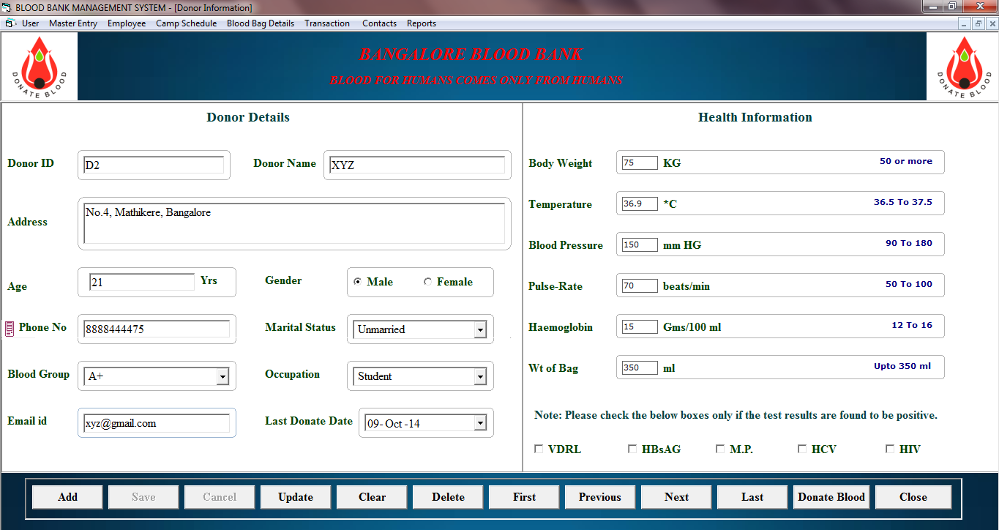 BLOOD BANK MANAGEMENT SYSTEM - [Donor Information]
User Master Entry Employee Camp Schedule Blood Bag Details Transaction Contacts Reports
DONATE BLOOD
BANGALORE BLOOD BANK
BLOOD FOR HUMANS COMES ONLY FROM HUMANS
DONATE BLOOD
Donor Details
Donor ID D2 Donor Name XYZ
Address No.4, Mathikere, Bangalore
Age 21 Yrs Gender Male Female
Phone No 8888444475 Marital Status Unmarried
Blood Group A+ Occupation Student
Email id xyz@gmail.com Last Donate Date 09- Oct -14
Health Information
Body Weight 75 KG 50 or more
Temperature 36.9 *C 36.5 To 37.5
Blood Pressure 150 mm HG 90 To 180
Pulse-Rate 70 beats/min 50 To 100
Haemoglobin 15 Gms/100 ml 12 To 16
Wt of Bag 350 ml Upto 350 ml
Note: Please check the below boxes only if the test results are found to be positive.
VDRL HBsAG M.P. HCV HIV
Add Save Cancel Update Clear Delete First Previous Next Last Donate Blood Close